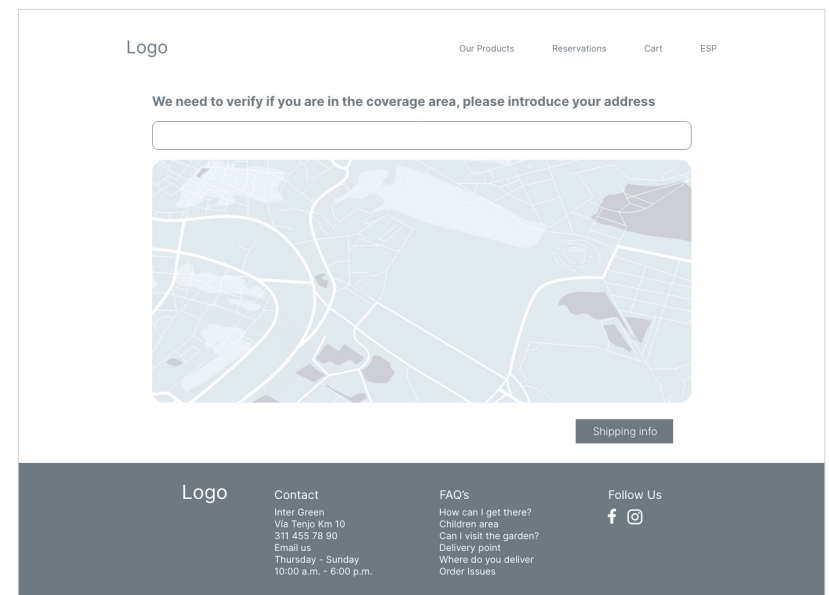 Logo
Our Products
Reservations
Cart
ESP
We need to verify if you are in the coverage area, please introduce your address
Shipping info
Logo
Contact
Inter Green
Vía Tenjo Km 10
311 455 78 90
Email us
Thursday - Sunday
10:00 a.m. - 6:00 p.m.
FAQ's
How can I get there?
Children area
Can I visit the garden?
Delivery point
Where do you deliver
Order Issues
Follow Us